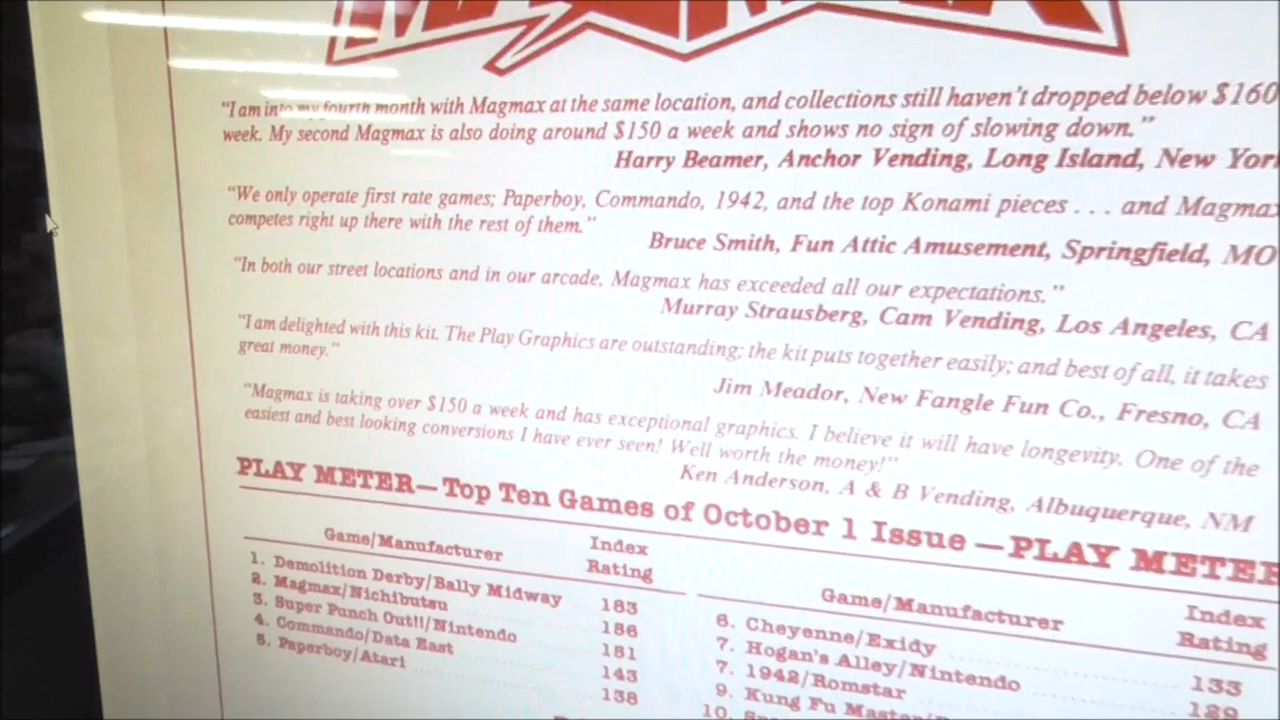 “I am into my fourth month with Magmax at the same location, and collections still haven't dropped below $160
week. My second Magmax is also doing around $150 a week and shows no sign of slowing down.”
Harry Beamer, Anchor Vending, Long Island, New Yor
“We only operate first rate games; Paperboy, Commando, 1942, and the top Konami pieces . . . and Magmax
competes right up there with the rest of them.”
Bruce Smith, Fun Attic Amusement, Springfield, MO
“In both our street locations and in our arcade, Magmax has exceeded all our expectations.”
Murray Strausberg, Cam Vending, Los Angeles, CA
“I am delighted with this kit. The Play Graphics are outstanding; the kit puts together easily; and best of all, it takes
great money.”
Jim Meador, New Fangle Fun Co., Fresno, CA
“Magmax is taking over $150 a week and has exceptional graphics. I believe it will have longevity. One of the
easiest and best looking conversions I have ever seen! Well worth the money!”
Ken Anderson, A & B Vending, Albuquerque, NM
PLAY METER—Top Ten Games of October 1 Issue—PLAY METER
Game/Manufacturer Index Rating
1. Demolition Derby/Bally Midway 183
2. Magmax/Nichibutsu 156
3. Super Punch Out!!/Nintendo 151
4. Commando/Data East 143
5. Paperboy/Atari 138
Game/Manufacturer Index Rating
6. Cheyenne/Exidy 133
7. Hogan's Alley/Nintendo 129
7. 1942/Romstar
9. Kung Fu Master/
10.